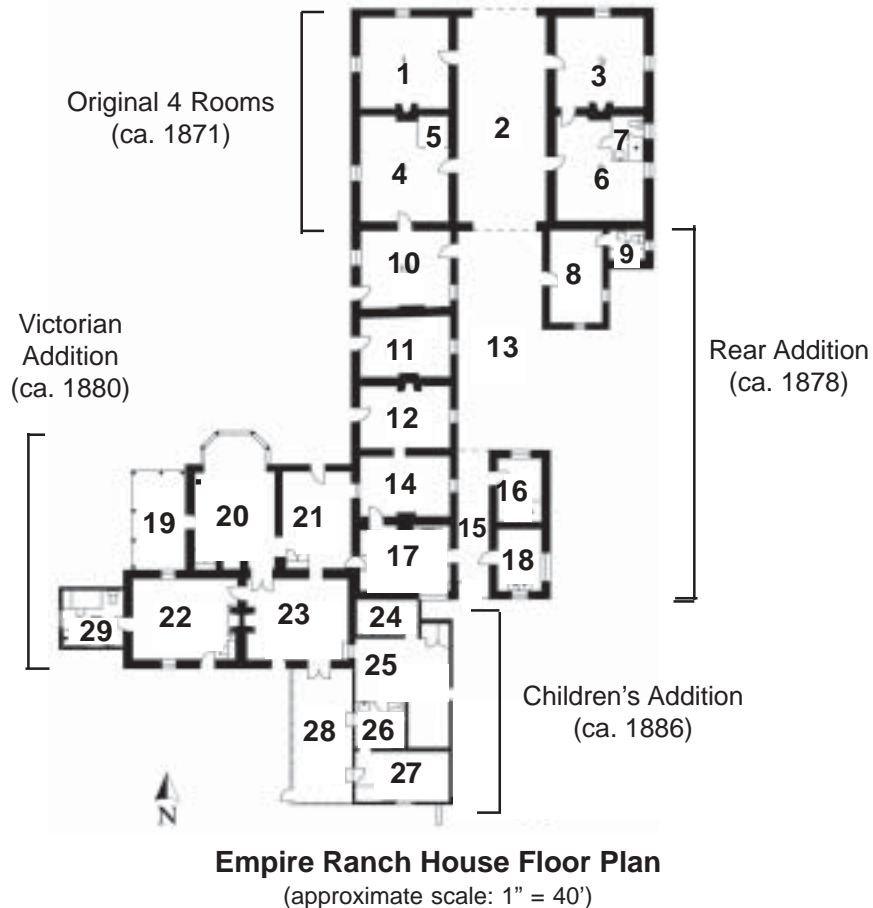 Original 4 Rooms
(ca. 1871)
1
2
3
4
5
6
7
8
9
10
11
12
13
Victorian
Addition
(ca. 1880)
Rear Addition
(ca. 1878)
14
15
16
17
18
19
20
21
22
23
24
25
26
27
28
29
Children's Addition
(ca. 1886)
N
Empire Ranch House Floor Plan
(approximate scale: 1” = 40’)